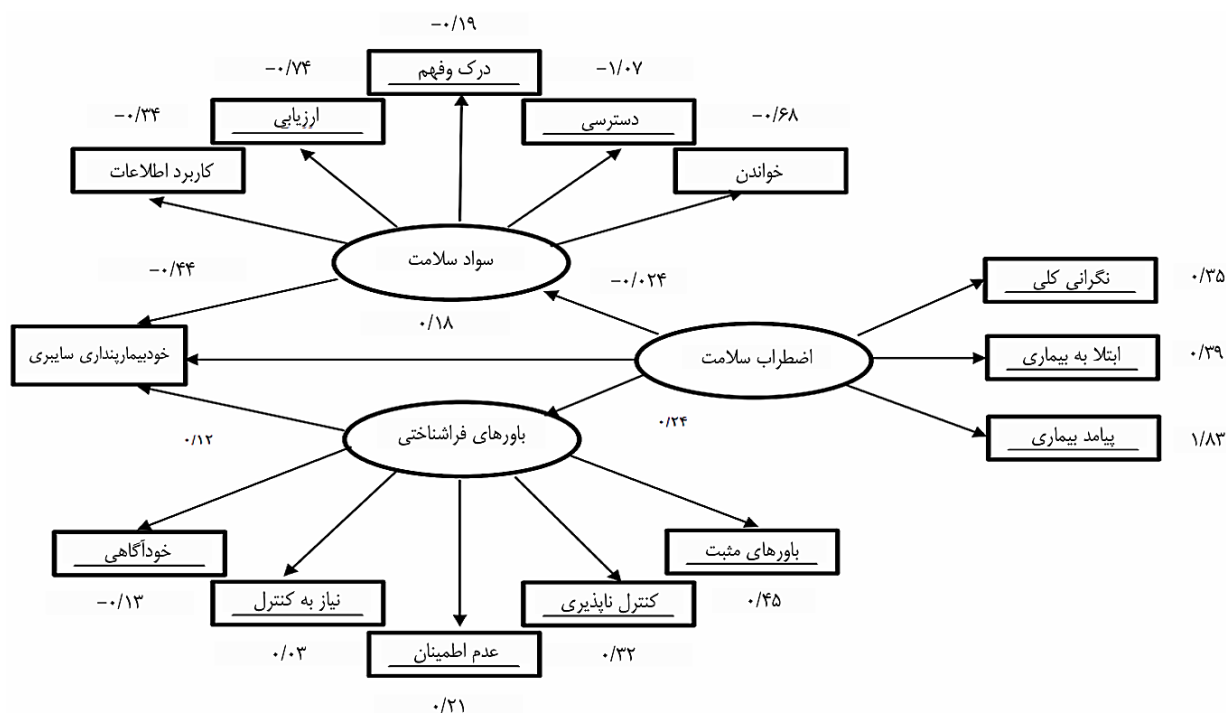 −۰/۱۹
درک وفهم
−۰/۷۴
−۱/۰۷
ارزیابی
دسترسی
−۰/۳۴
−۰/۶۸
کاربرد اطلاعات
خواندن
سواد سلامت
−۰/۴۴
−۰/۰۲۴
۰/۱۸
نگرانی کلی
۰/۳۵
خودبیمارپنداری سایبری
اضطراب سلامت
ابتلا به بیماری
۰/۳۹
۰/۱۲
باورهای فراشناختی
۰/۲۴
پیامد بیماری
۱/۸۳
خودآگاهی
−۰/۱۳
نیاز به کنترل
۰/۰۳
عدم اطمینان
۰/۲۱
کنترل ناپذیری
۰/۳۲
باورهای مثبت
۰/۴۵